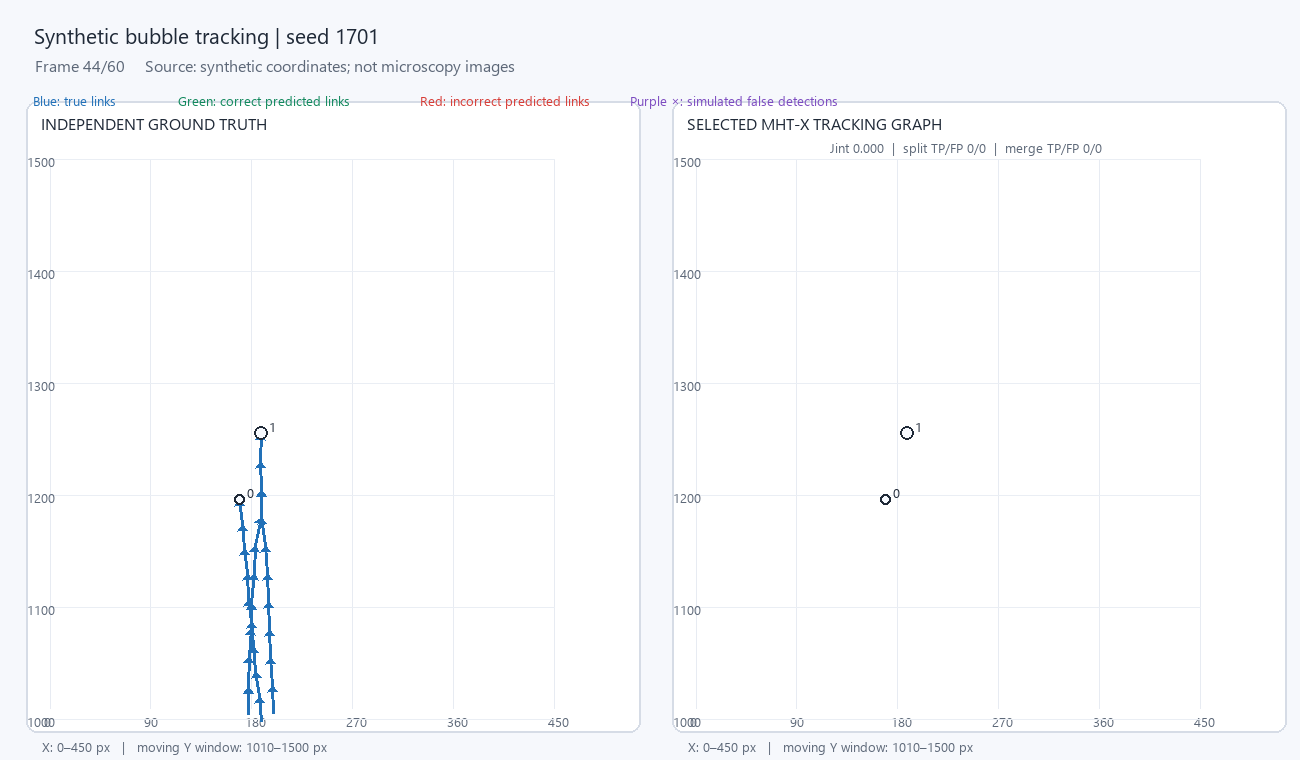 Synthetic bubble tracking | seed 1701
Frame 44/60 Source: synthetic coordinates; not microscopy images
Blue: true links Green: correct predicted links Red: incorrect predicted links Purple ×: simulated false detections
INDEPENDENT GROUND TRUTH
1500
1400
1300
1200
1100
1000
0 90 180 270 360 450
1
0
X: 0–450 px | moving Y window: 1010–1500 px
SELECTED MHT-X TRACKING GRAPH
Jint 0.000 | split TP/FP 0/0 | merge TP/FP 0/0
1500
1400
1300
1200
1100
1000
0 90 180 270 360 450
1
0
X: 0–450 px | moving Y window: 1010–1500 px